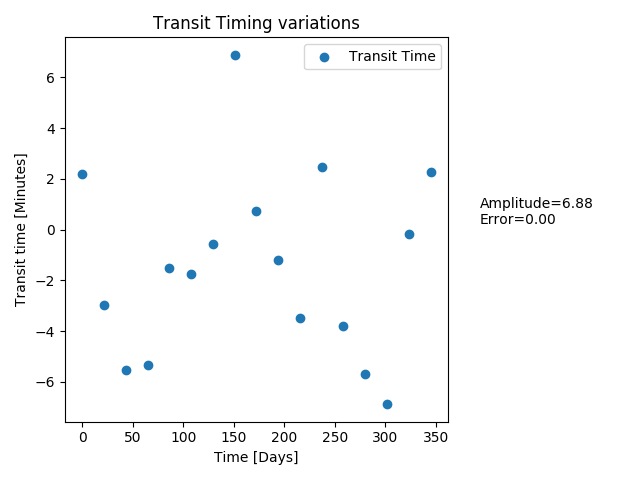 Transit Timing variations
Transit Time
Transit time [Minutes]
6
4
2
0
−2
−4
−6
0 50 100 150 200 250 300 350
Time [Days]
Amplitude=6.88
Error=0.00